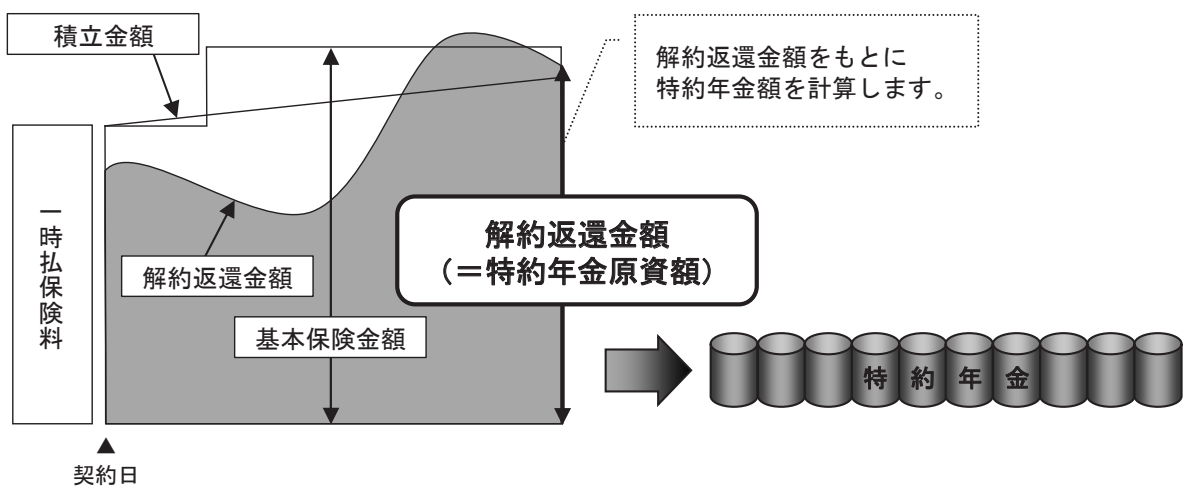 積立金額
解約返還金額をもとに
特約年金額を計算します。
一時払保険料
解約返還金額
（＝特約年金原資額）
解約返還金額
基本保険金額
特約年金
▲
契約日